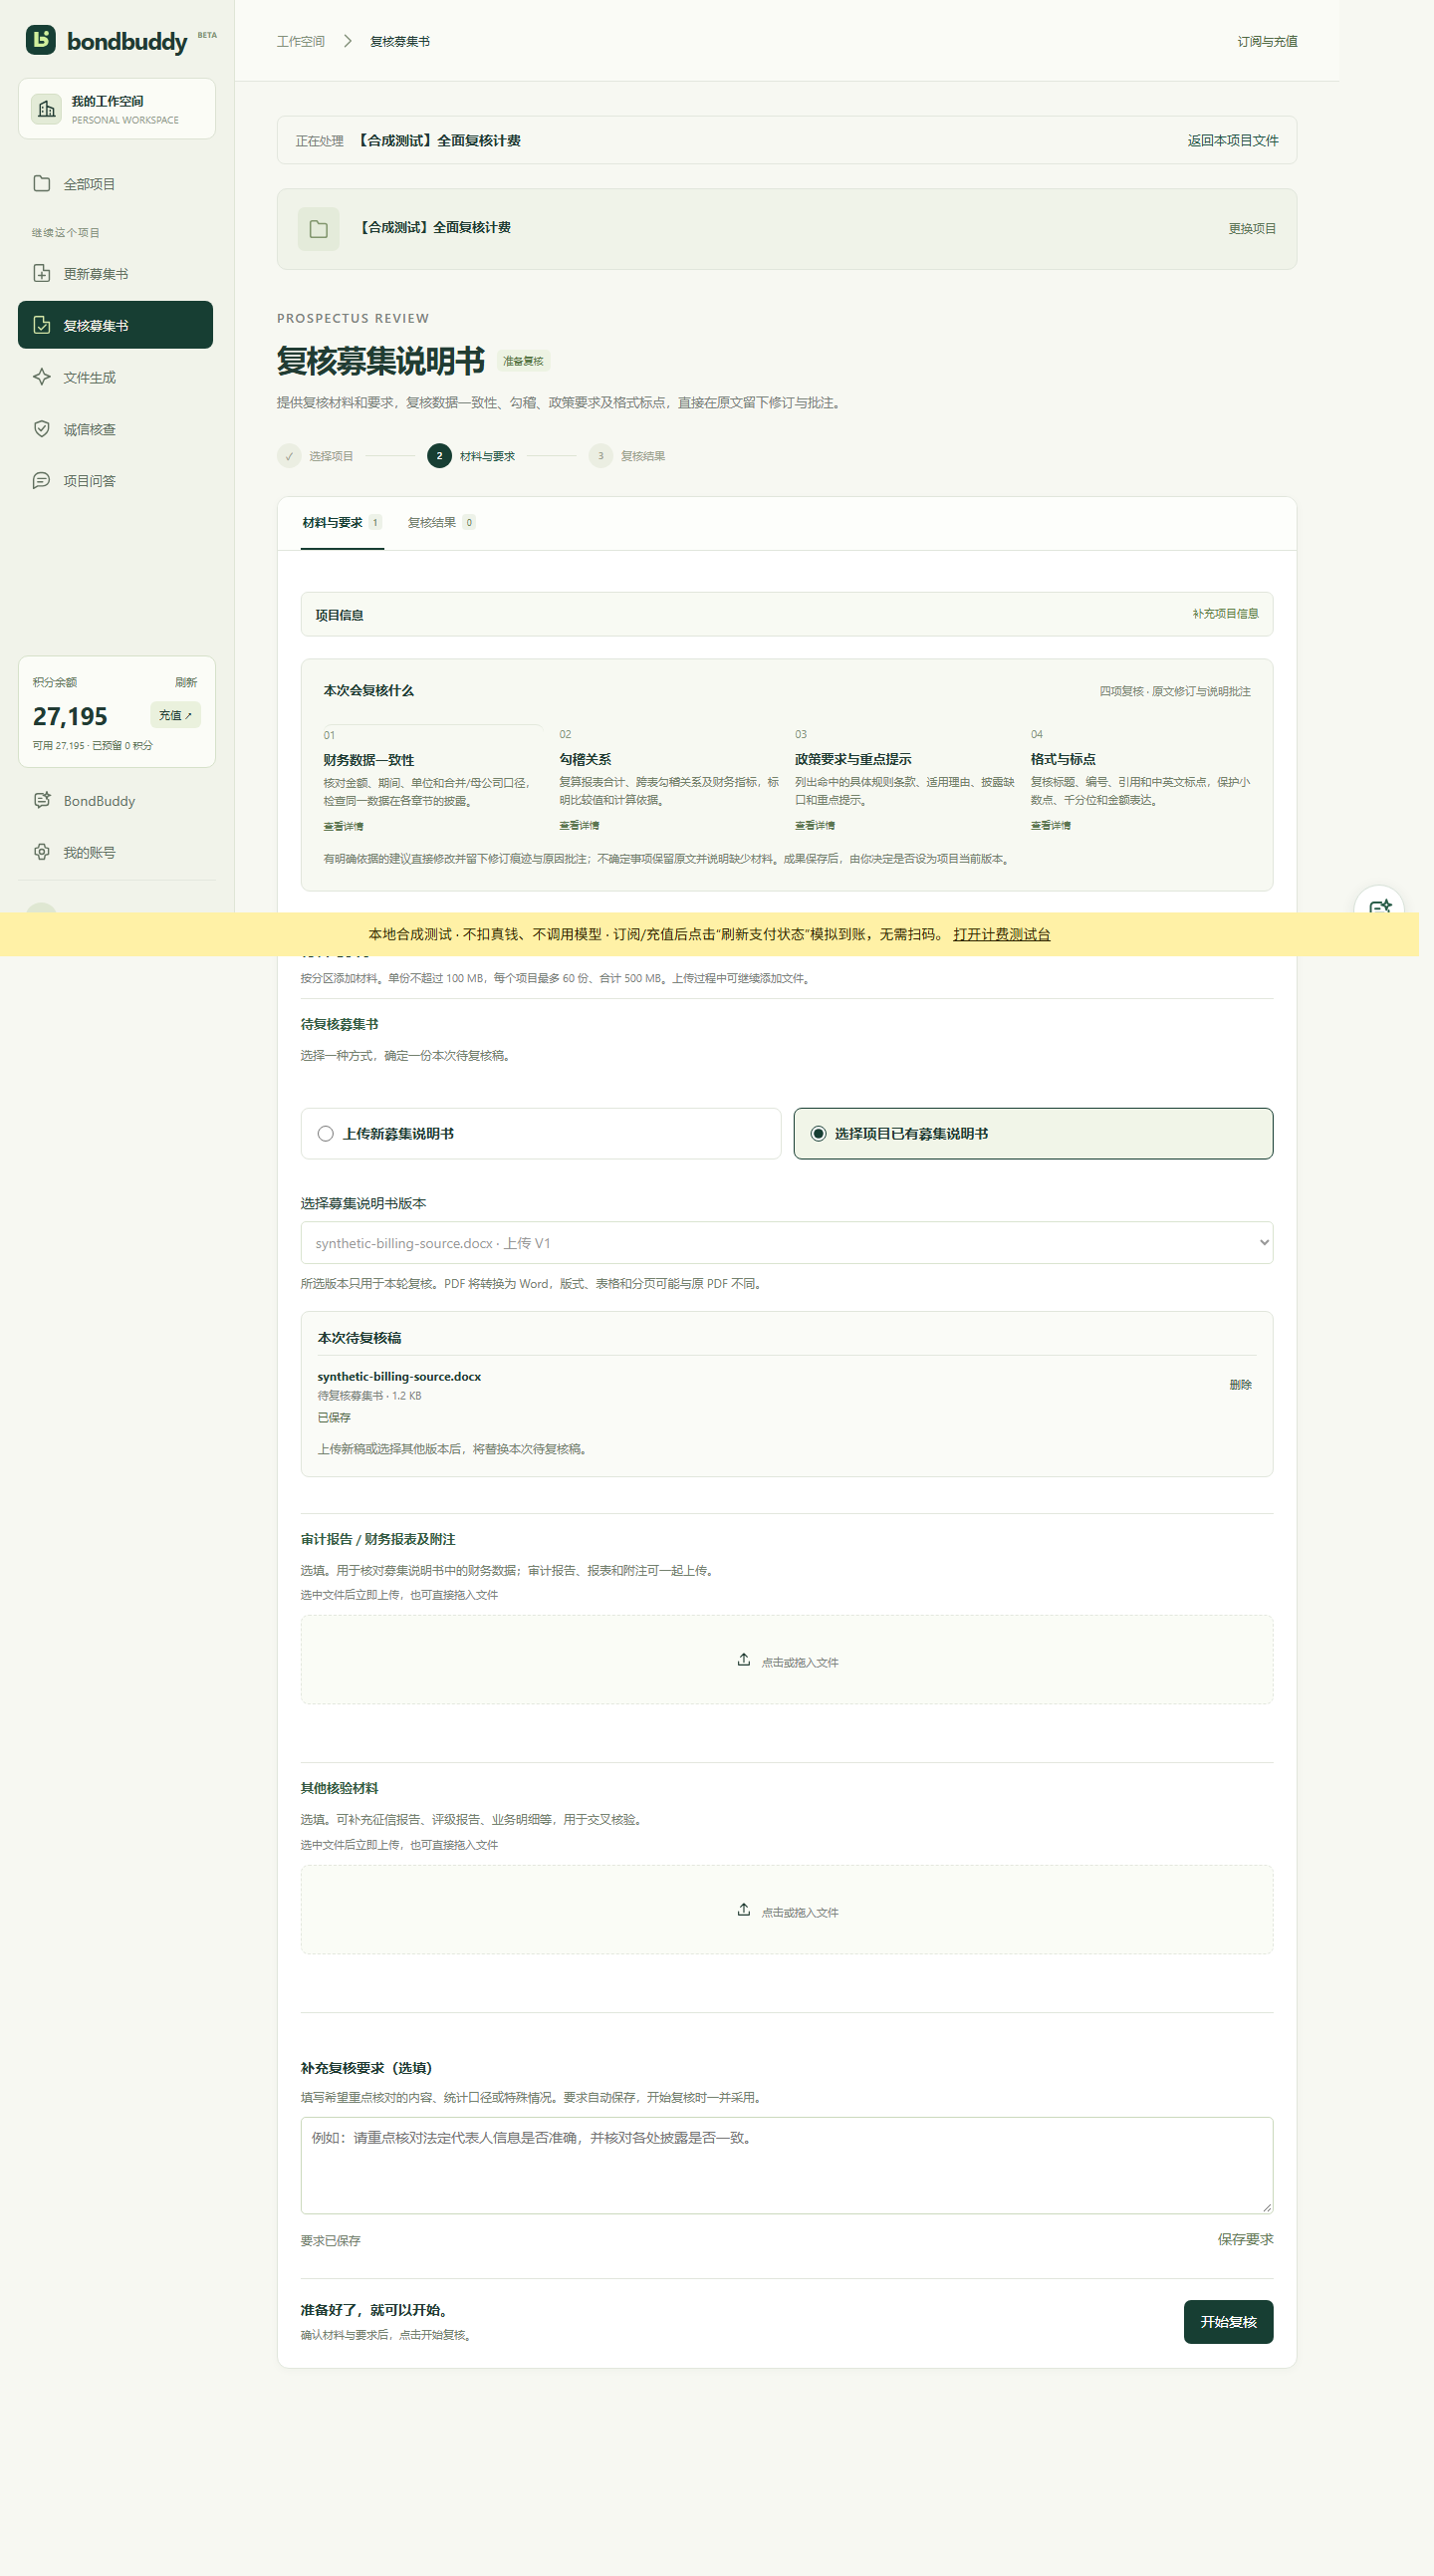 bondbuddy BETA
我的工作空间
PERSONAL WORKSPACE
全部项目
继续这个项目
更新募集书
复核募集书
文件生成
诚信核查
项目问答
积分余额 刷新
27,195 充值 ↗
可用 27,195 · 已预留 0 积分
BondBuddy
我的账号
工作空间 复核募集书 订阅与充值
正在处理 【合成测试】全面复核计费 返回本项目文件
【合成测试】全面复核计费 更换项目
PROSPECTUS REVIEW
复核募集说明书 准备复核
提供复核材料和要求，复核数据一致性、勾稽、政策要求及格式标点，直接在原文留下修订与批注。
✓ 选择项目 2 材料与要求 3 复核结果
材料与要求 1 复核结果 0
项目信息 补充项目信息
本次会复核什么 四项复核 · 原文修订与说明批注
01
财务数据一致性
核对金额、期间、单位和合并/母公司口径，
检查同一数据在各章节的披露。
查看详情
02
勾稽关系
复算报表合计、跨表勾稽关系及财务指标，标
明比较值和计算依据。
查看详情
03
政策要求与重点提示
列出命中的具体规则条款、适用理由、披露缺
口和重点提示。
查看详情
04
格式与标点
复核标题、编号、引用和中英文标点，保护小
数点、千分位和金额表达。
查看详情
有明确依据的建议直接修改并留下修订痕迹与原因批注；不确定事项保留原文并说明缺少材料。成果保存后，由你决定是否设为项目当前版本。
本地合成测试 · 不扣真钱、不调用模型 · 订阅/充值后点击“刷新支付状态”模拟到账，无需扫码。 打开计费测试台
按分区添加材料。单份不超过 100 MB，每个项目最多 60 份、合计 500 MB。上传过程中可继续添加文件。
待复核募集书
选择一种方式，确定一份本次待复核稿。
上传新募集说明书 选择项目已有募集说明书
选择募集说明书版本
synthetic-billing-source.docx · 上传 V1
所选版本只用于本轮复核。PDF 将转换为 Word，版式、表格和分页可能与原 PDF 不同。
本次待复核稿
synthetic-billing-source.docx
待复核募集书 · 1.2 KB
删除
已保存
上传新稿或选择其他版本后，将替换本次待复核稿。
审计报告 / 财务报表及附注
选填。用于核对募集说明书中的财务数据；审计报告、报表和附注可一起上传。
选中文件后立即上传，也可直接拖入文件
点击或拖入文件
其他核验材料
选填。可补充征信报告、评级报告、业务明细等，用于交叉核验。
选中文件后立即上传，也可直接拖入文件
点击或拖入文件
补充复核要求（选填）
填写希望重点核对的内容、统计口径或特殊情况。要求自动保存，开始复核时一并采用。
例如：请重点核对法定代表人信息是否准确，并核对各处披露是否一致。
要求已保存 保存要求
准备好了，就可以开始。
确认材料与要求后，点击开始复核。
开始复核